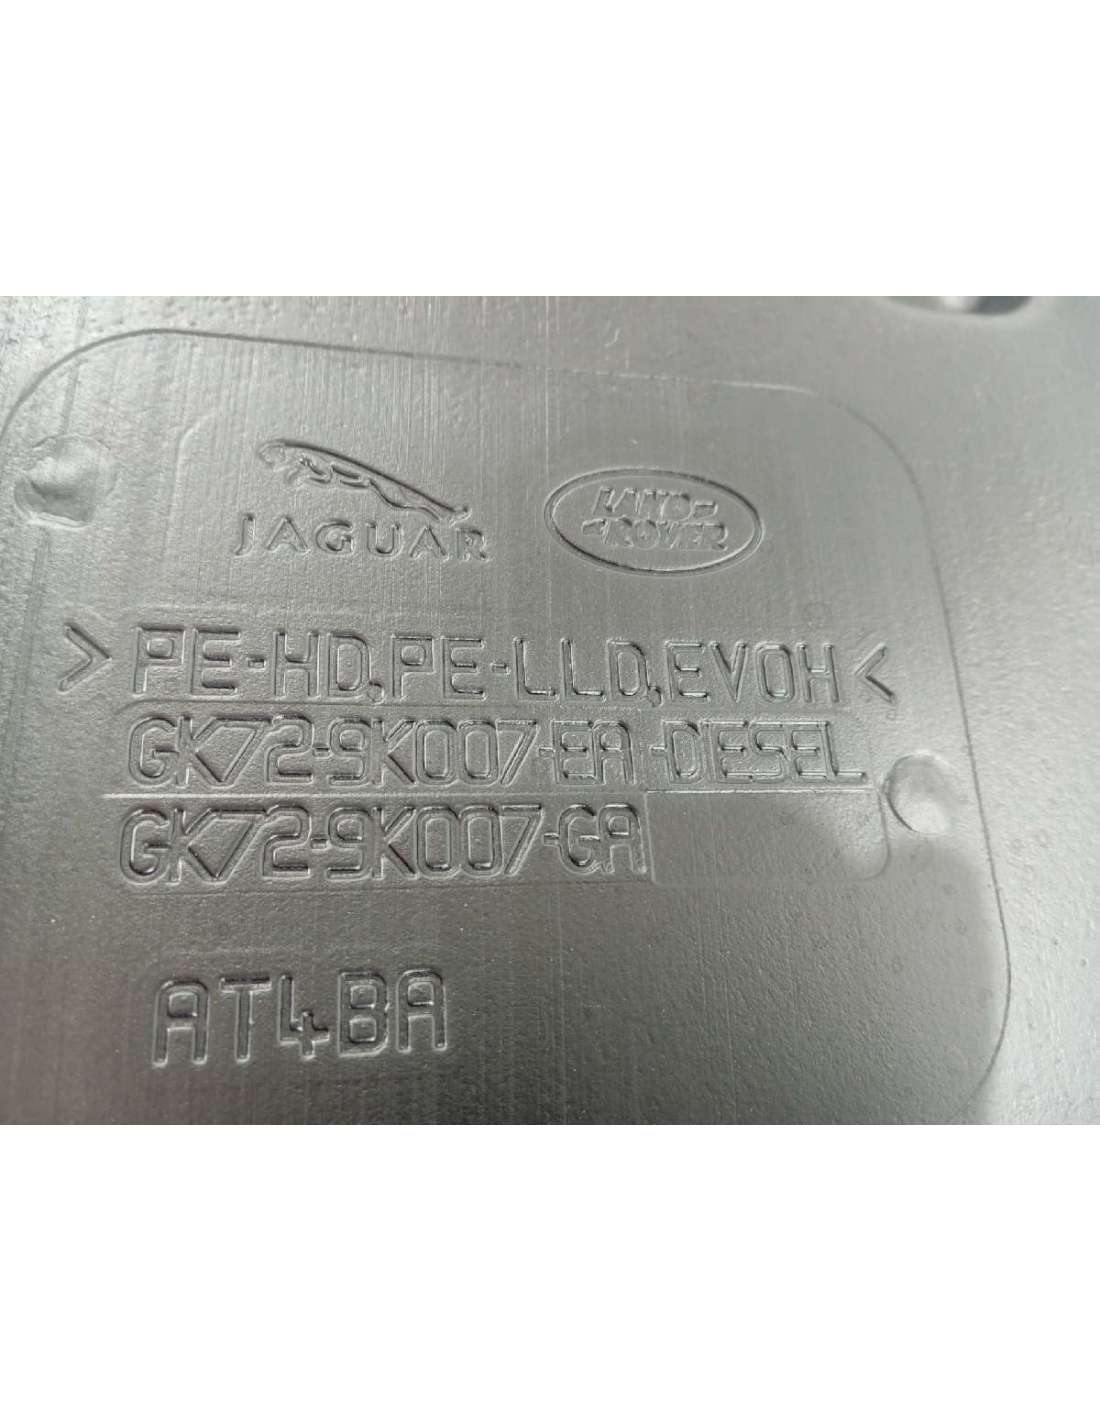 JAGUAR
LAND-
ROVER
>PE-HD,PE-LLD,EVOH<
GK72-9K007-EA-DIESEL
GK72-9K007-GA
AT4BA